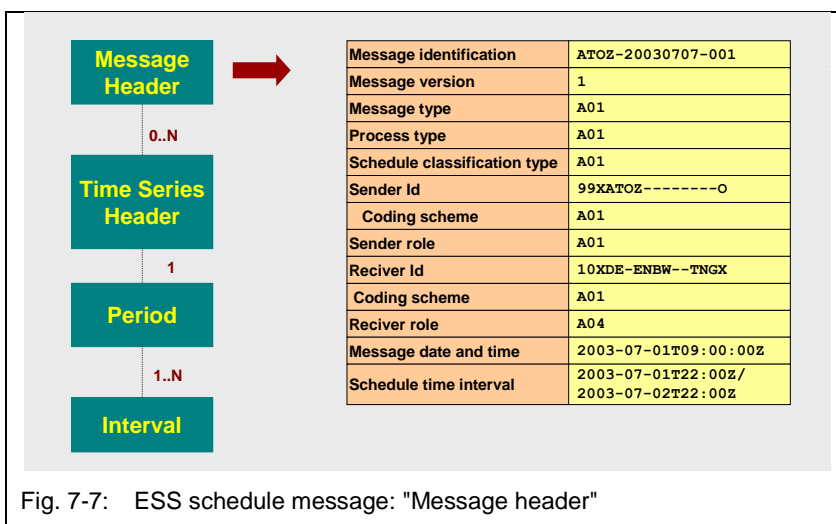 Message
Header
0..N
Time Series
Header
1
Period
1..N
Interval
Message identification ATOZ-20030707-001
Message version 1
Message type A01
Process type A01
Schedule classification type A01
Sender Id 99XATOZ--------O
Coding scheme A01
Sender role A01
Reciver Id 10XDE-ENBW--TNGX
Coding scheme A01
Reciver role A04
Message date and time 2003-07-01T09:00:00Z
Schedule time interval 2003-07-01T22:00Z/
2003-07-02T22:00Z
Fig. 7-7: ESS schedule message: "Message header"